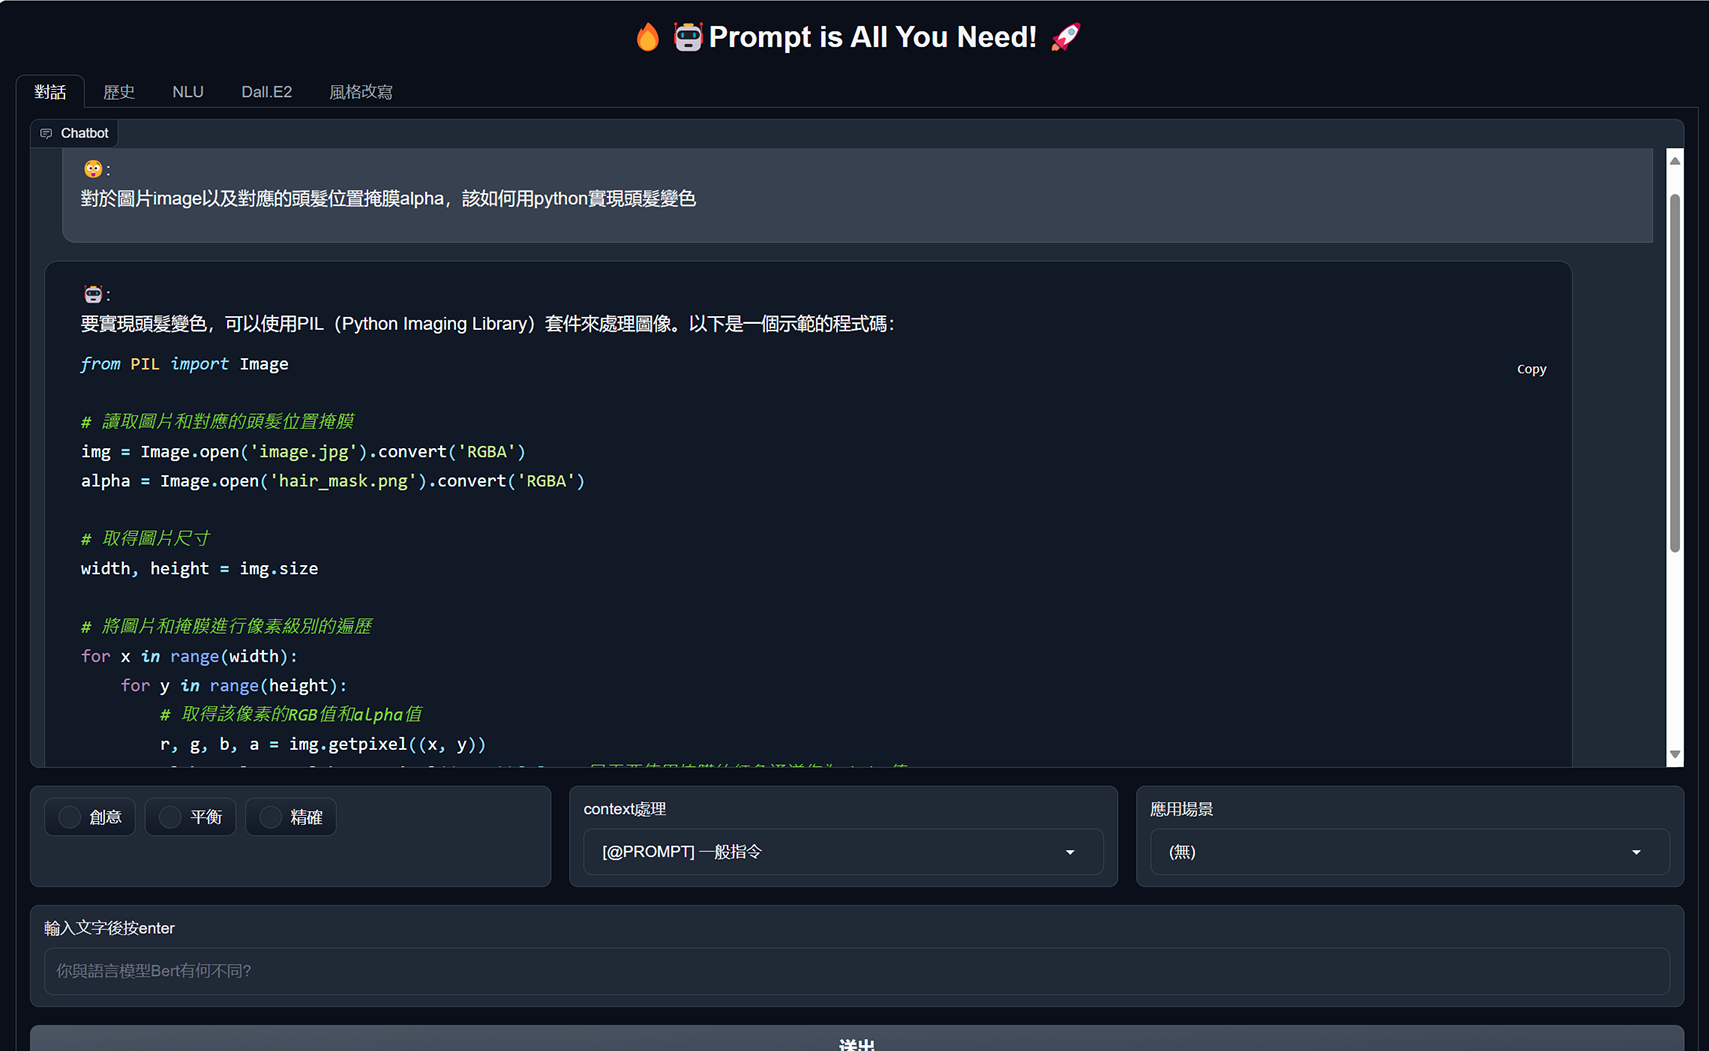 Prompt is All You Need!
對話 歷史 NLU Dall.E2 風格改寫
Chatbot
:
對於圖片image以及對應的頭髮位置掩膜alpha，該如何用python實現頭髮變色
:
要實現頭髮變色，可以使用PIL（Python Imaging Library）套件來處理圖像。以下是一個示範的程式碼：
from PIL import Image
Copy
# 讀取圖片和對應的頭髮位置掩膜
img = Image.open('image.jpg').convert('RGBA')
alpha = Image.open('hair_mask.png').convert('RGBA')
# 取得圖片尺寸
width, height = img.size
# 將圖片和掩膜進行像素級別的遍歷
for x in range(width):
for y in range(height):
# 取得該像素的RGB值和alpha值
r, g, b, a = img.getpixel((x, y))
創意 平衡 精確
context處理
[@PROMPT] 一般指令
應用場景
(無)
輸入文字後按enter
你與語言模型Bert有何不同?
送出